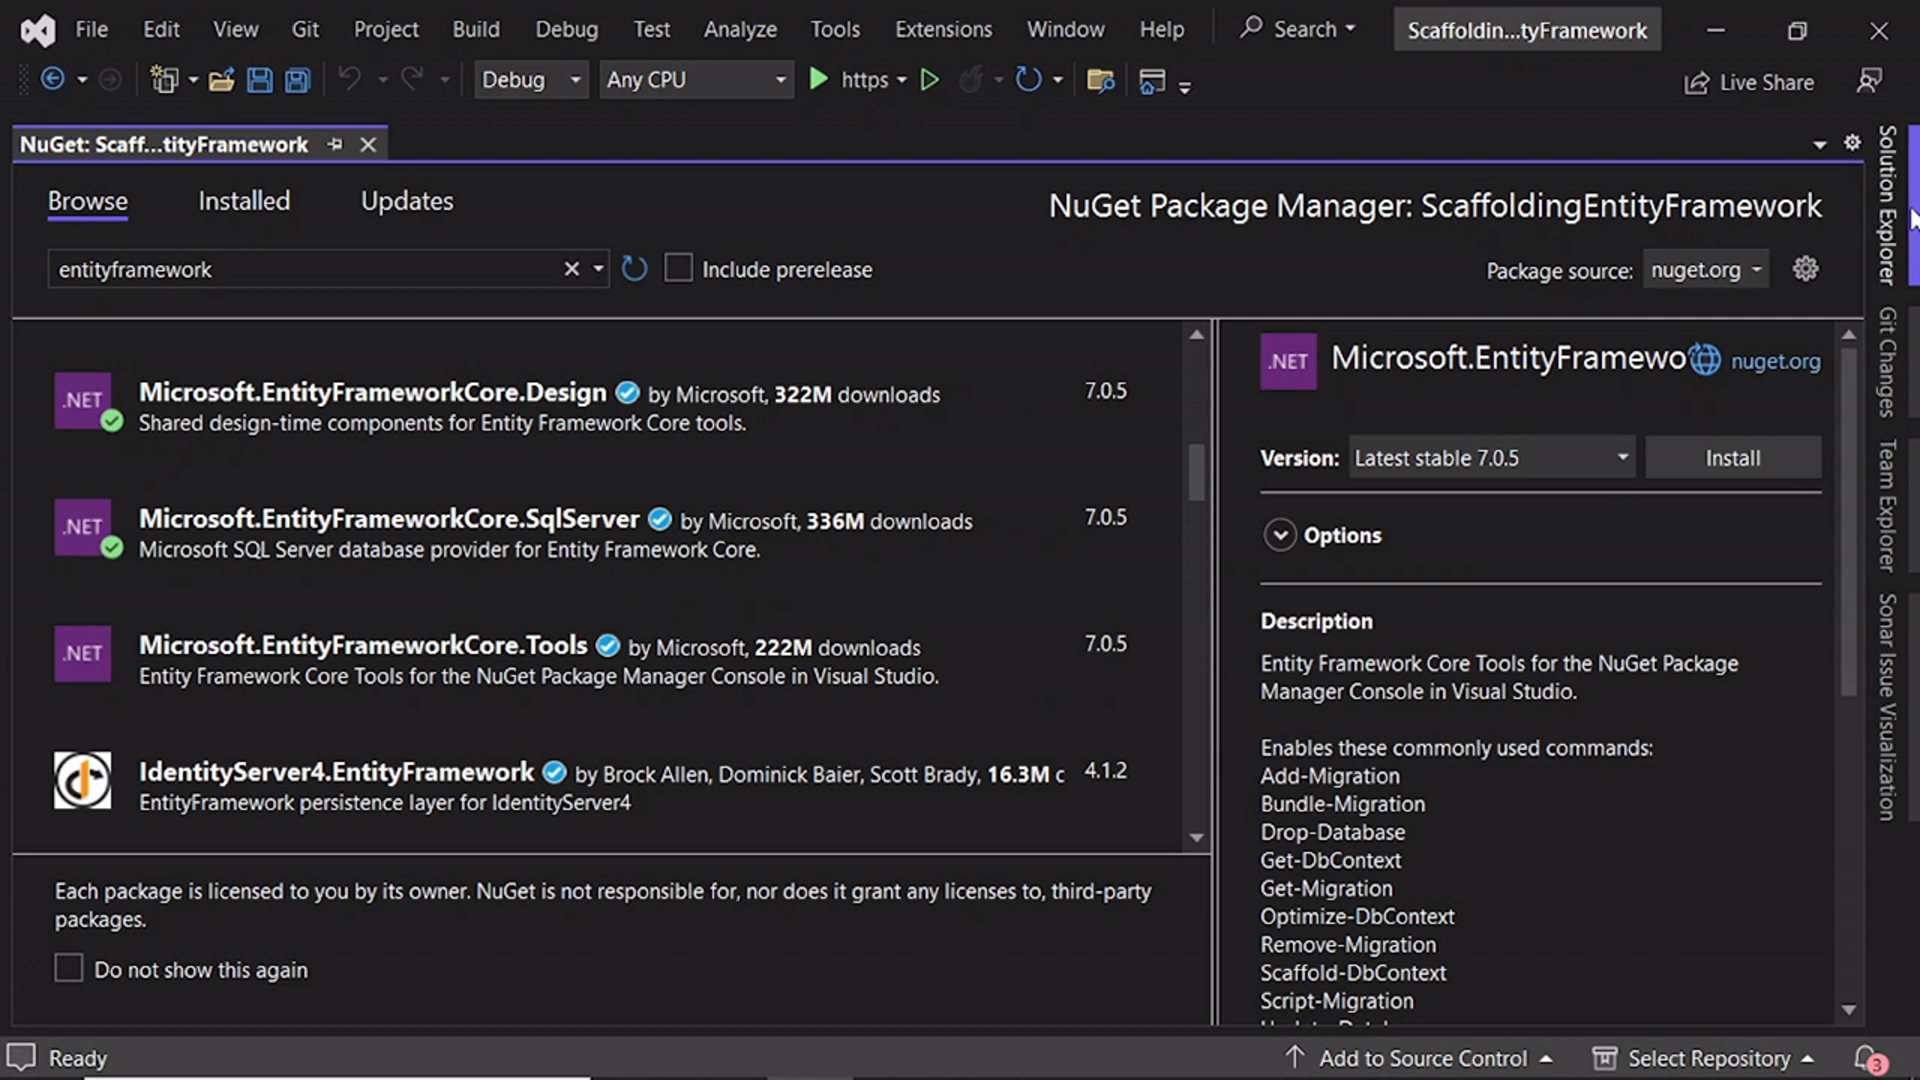 File Edit View Git Project Build Debug Test Analyze Tools Extensions Window Help Search Scaffoldin...tyFramework
Debug Any CPU https Live Share
NuGet: Scaff...tityFramework
Browse Installed Updates
NuGet Package Manager: ScaffoldingEntityFramework
entityframework Include prerelease
Package source: nuget.org
.NET Microsoft.EntityFrameworkCore.Design by Microsoft, 322M downloads 7.0.5
Shared design-time components for Entity Framework Core tools.
.NET Microsoft.EntityFrameworkCore.SqlServer by Microsoft, 336M downloads 7.0.5
Microsoft SQL Server database provider for Entity Framework Core.
.NET Microsoft.EntityFrameworkCore.Tools by Microsoft, 222M downloads 7.0.5
Entity Framework Core Tools for the NuGet Package Manager Console in Visual Studio.
IdentityServer4.EntityFramework by Brock Allen, Dominick Baier, Scott Brady, 16.3M 4.1.2
EntityFramework persistence layer for IdentityServer4
Each package is licensed to you by its owner. NuGet is not responsible for, nor does it grant any licenses to, third-party
packages.
Do not show this again
.NET Microsoft.EntityFramewo nuget.org
Version: Latest stable 7.0.5 Install
Options
Description
Entity Framework Core Tools for the NuGet Package
Manager Console in Visual Studio.
Enables these commonly used commands:
Add-Migration
Bundle-Migration
Drop-Database
Get-DbContext
Get-Migration
Optimize-DbContext
Remove-Migration
Scaffold-DbContext
Script-Migration
Solution Explorer
Git Changes
Team Explorer
Sonar Issue Visualization
Ready
Add to Source Control Select Repository 3